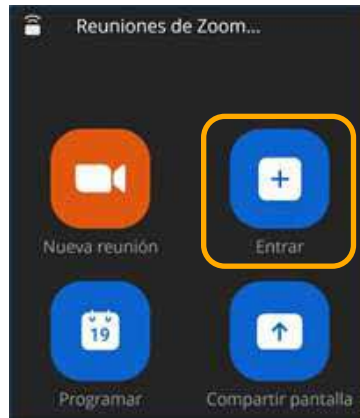 Reuniones de Zoom...
Nueva reunión
Entrar
19
Programar
Compartir pantalla